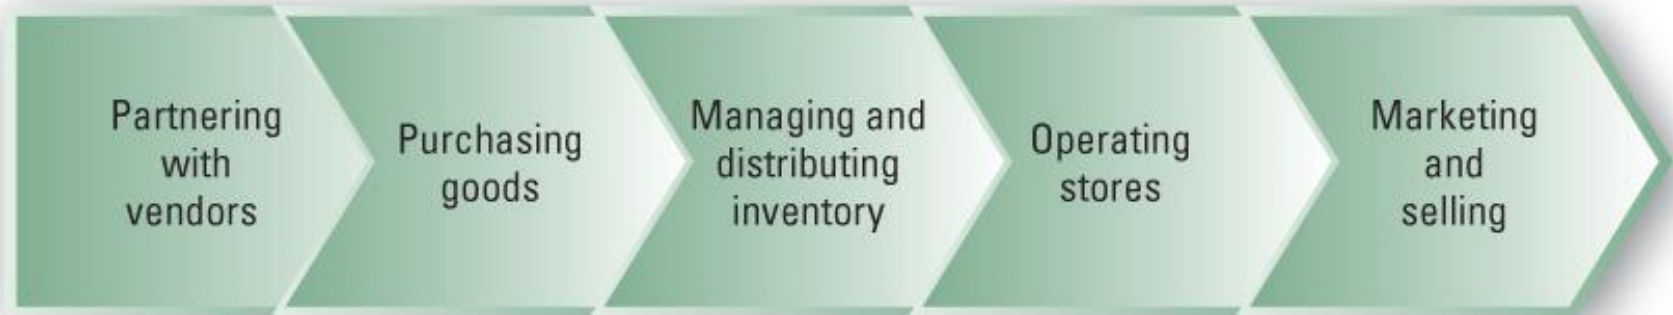 Partnering
with
vendors
Purchasing
goods
Managing and
distributing
inventory
Operating
stores
Marketing
and
selling